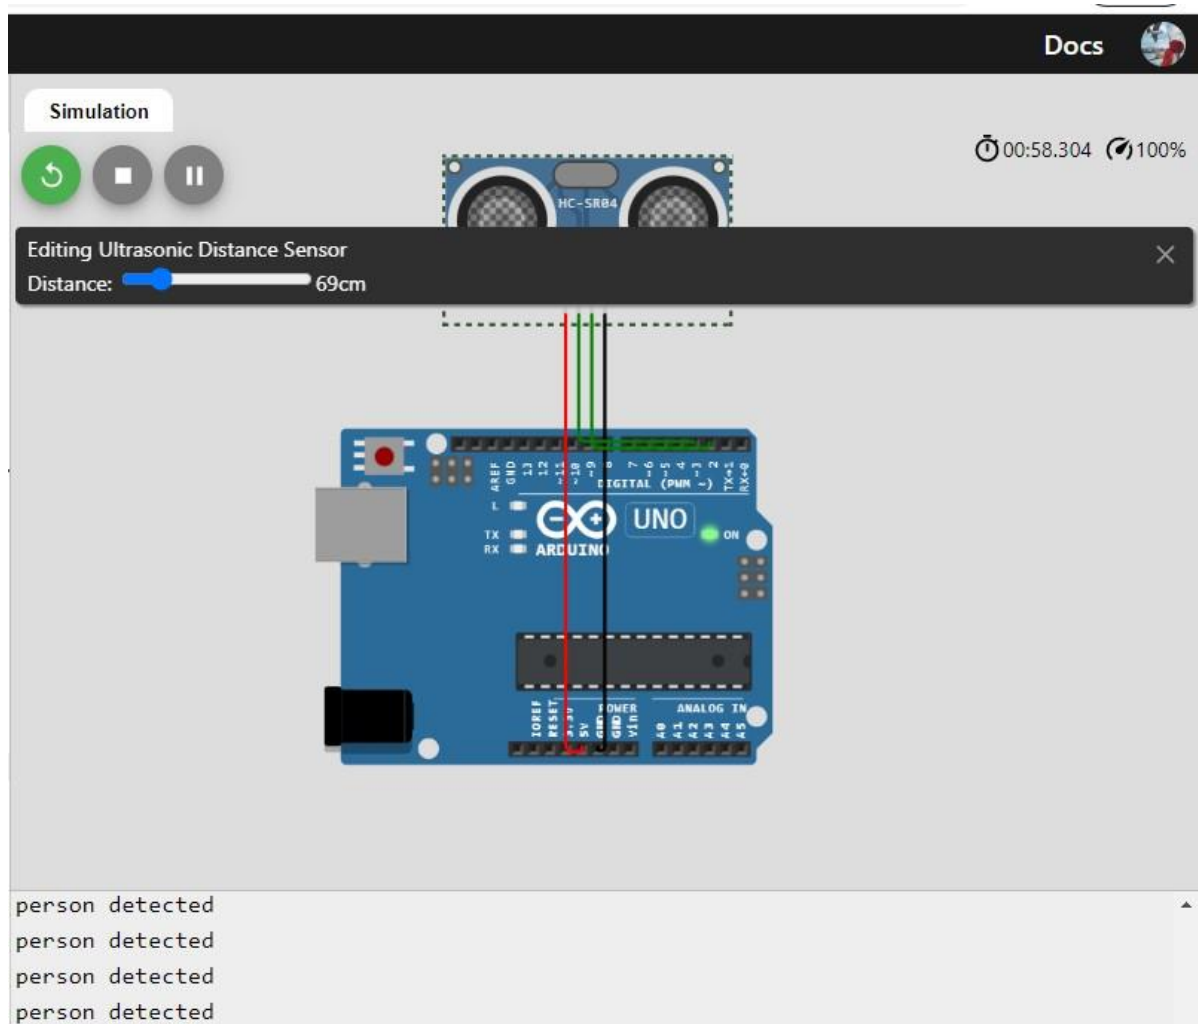 Docs
Simulation
00:58.304 100%
HC-SR04
Editing Ultrasonic Distance Sensor
Distance: 69cm
AREF GND 13 12 ~11 ~10 ~9 8 7 ~6 ~5 4 ~3 2 TX→1 RX←0
DIGITAL (PWM ~)
L
UNO
TX
ON
RX
ARDUINO
POWER
ANALOG IN
IOREF RESET 3.3V 5V GND GND Vin A0 A1 A2 A3 A4 A5
person detected
person detected
person detected
person detected